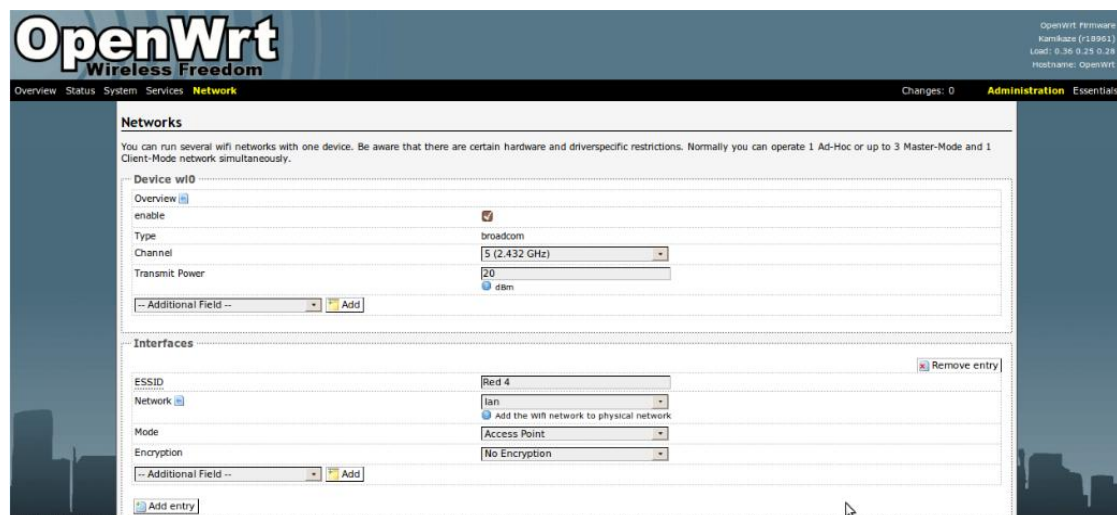 OpenWrt
Wireless Freedom
OpenWrt Firmware
Kamikaze (r18961)
Load: 0.36 0.25 0.28
Hostname: OpenWrt
Overview Status System Services Network Changes: 0 Administration Essentials
Networks
You can run several wifi networks with one device. Be aware that there are certain hardware and driverspecific restrictions. Normally you can operate 1 Ad-Hoc or up to 3 Master-Mode and 1
Client-Mode network simultaneously.
Device wl0
Overview
enable
Type broadcom
Channel 5 (2.432 GHz)
Transmit Power 20
dBm
-- Additional Field -- Add
Interfaces
Remove entry
ESSID Red 4
Network lan
Add the Wifi network to physical network
Mode Access Point
Encryption No Encryption
-- Additional Field -- Add
Add entry